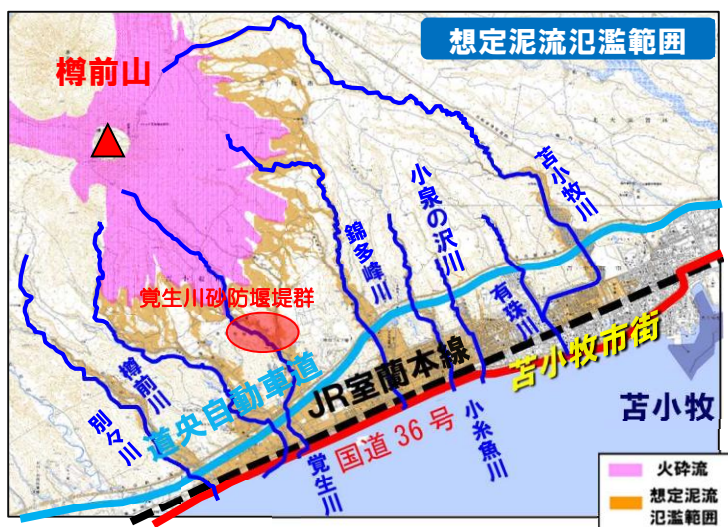 想定泥流氾濫範囲
樽前山
苫小牧川
小泉の沢川
錦多峰川
有珠川
覚生川砂防堰堤群
樽前川
別々川
道央自動車道
JR室蘭本線
苫小牧市街
国道36号
覚生川
小糸魚川
苫小牧
火砕流
想定泥流
氾濫範囲